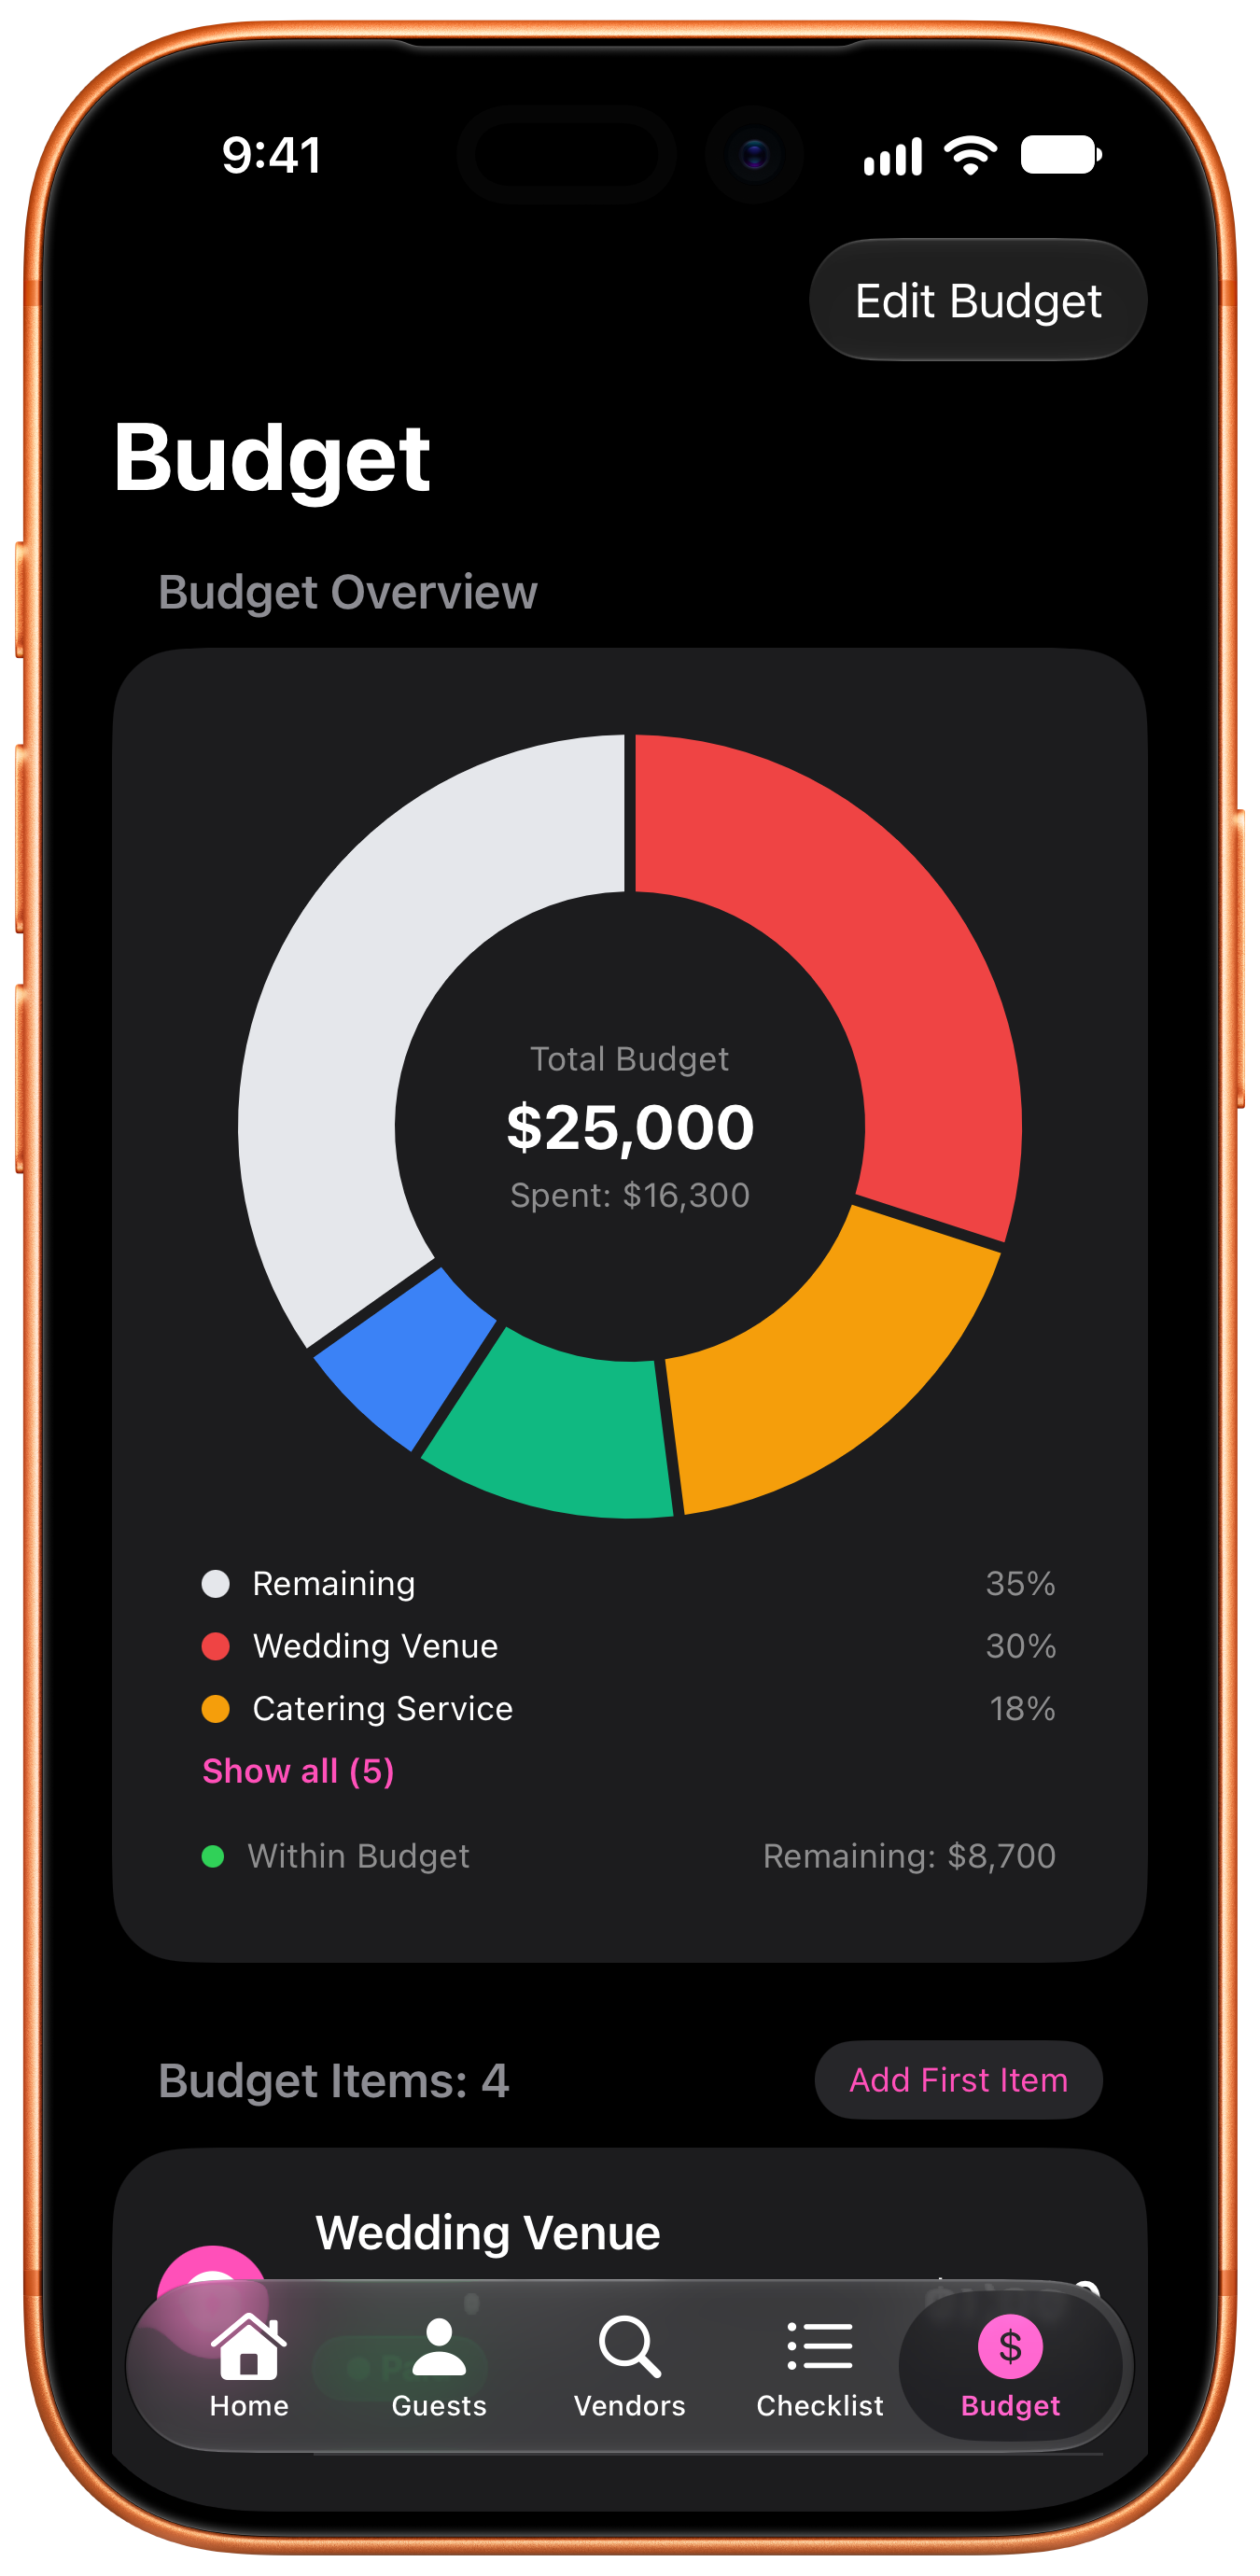 9:41
Edit Budget
Budget
Budget Overview
Total Budget
$25,000
Spent: $16,300
Remaining 35%
Wedding Venue 30%
Catering Service 18%
Show all (5)
Within Budget Remaining: $8,700
Budget Items: 4 Add First Item
Wedding Venue
$
Home Guests Vendors Checklist Budget